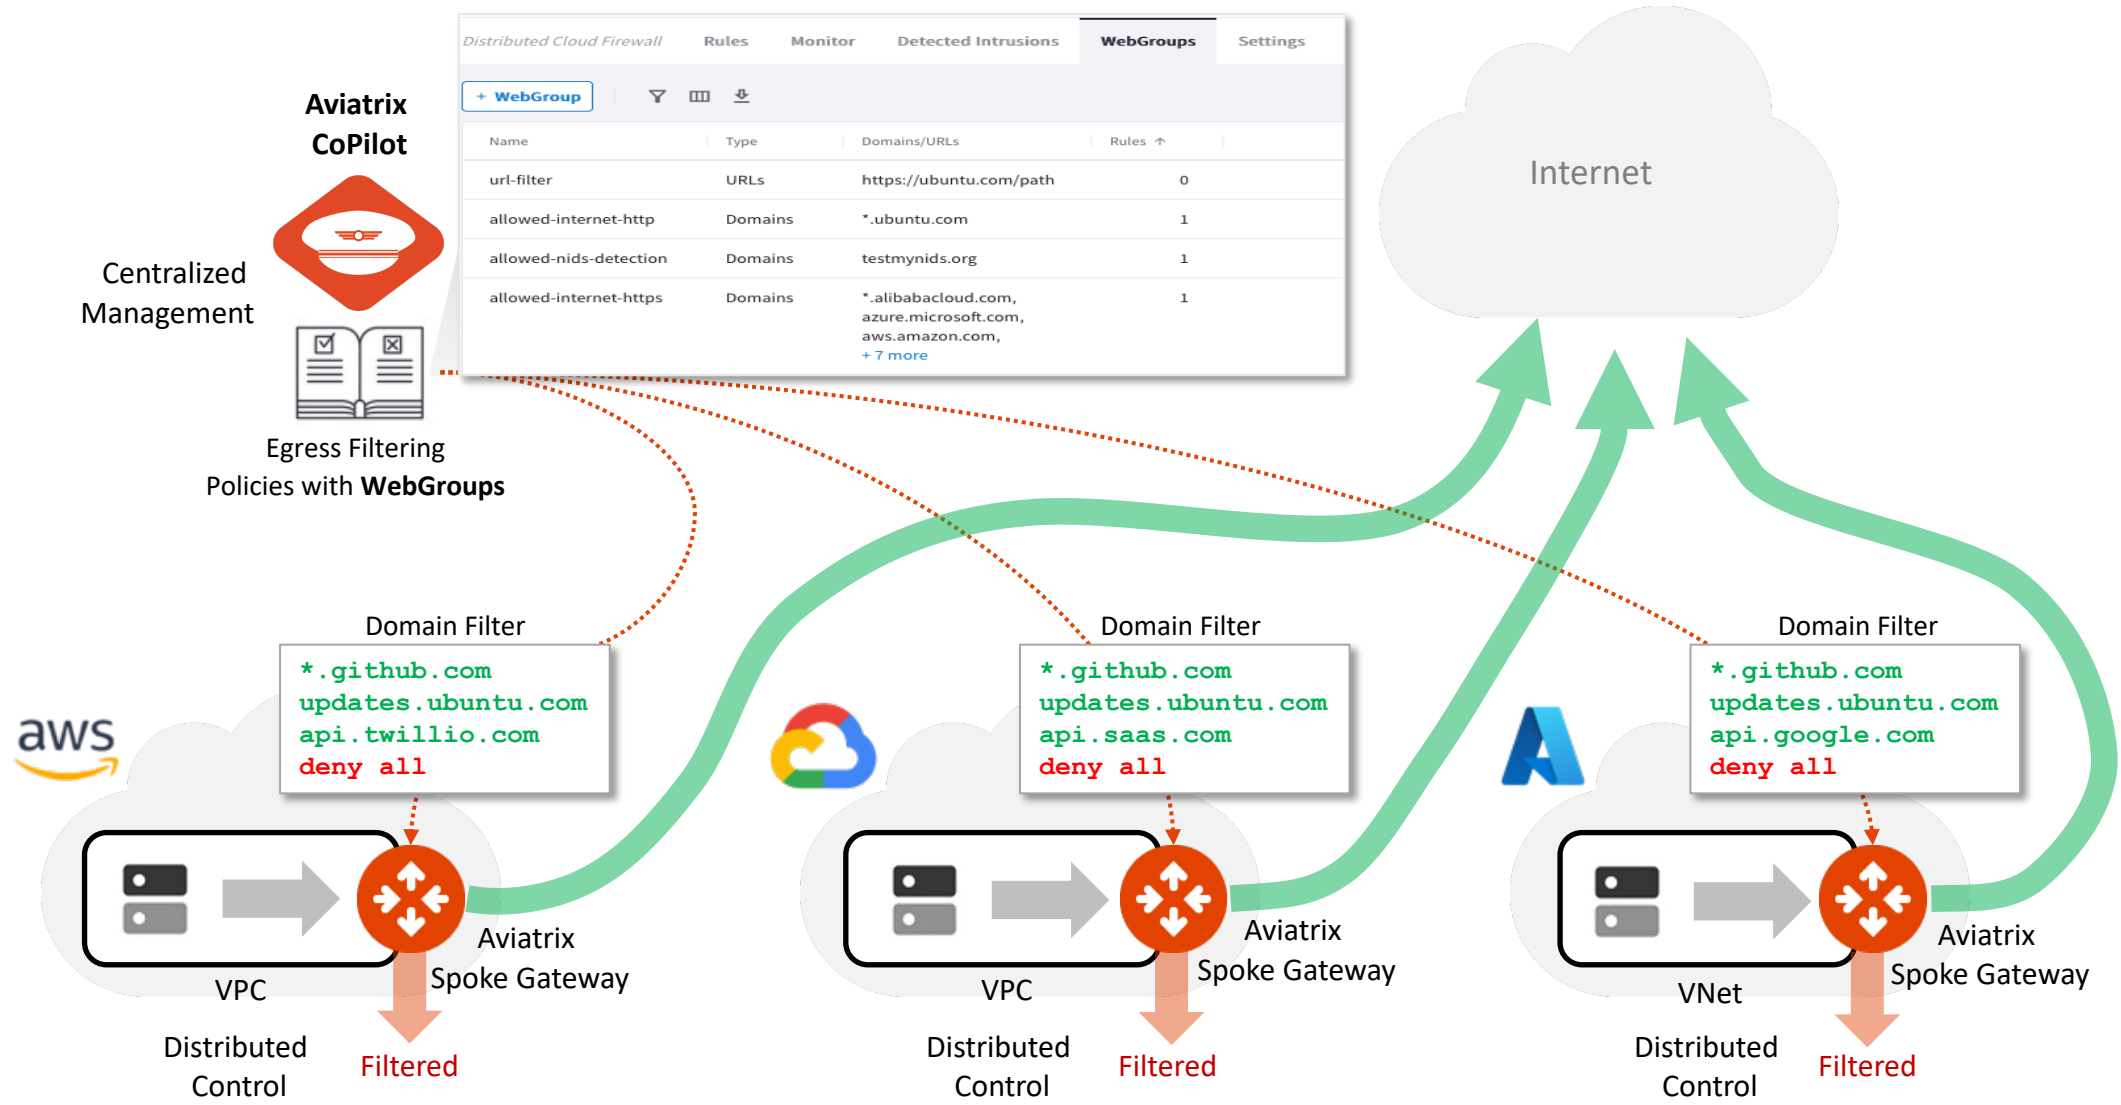 Distributed Cloud Firewall Rules Monitor Detected Intrusions WebGroups Settings
+ WebGroup
Name Type Domains/URLs Rules ↑
url-filter URLs https://ubuntu.com/path 0
allowed-internet-http Domains *.ubuntu.com 1
allowed-nids-detection Domains testmynids.org 1
allowed-internet-https Domains *.alibabacloud.com, 1
azure.microsoft.com,
aws.amazon.com,
+ 7 more
Aviatrix
CoPilot
Centralized
Management
Egress Filtering
Policies with WebGroups
Internet
Domain Filter
*.github.com
updates.ubuntu.com
api.twillio.com
deny all
aws
Aviatrix
Spoke Gateway
VPC
Distributed
Control
Filtered
Domain Filter
*.github.com
updates.ubuntu.com
api.saas.com
deny all
Aviatrix
Spoke Gateway
VPC
Distributed
Control
Filtered
Domain Filter
*.github.com
updates.ubuntu.com
api.google.com
deny all
Aviatrix
Spoke Gateway
VNet
Distributed
Control
Filtered